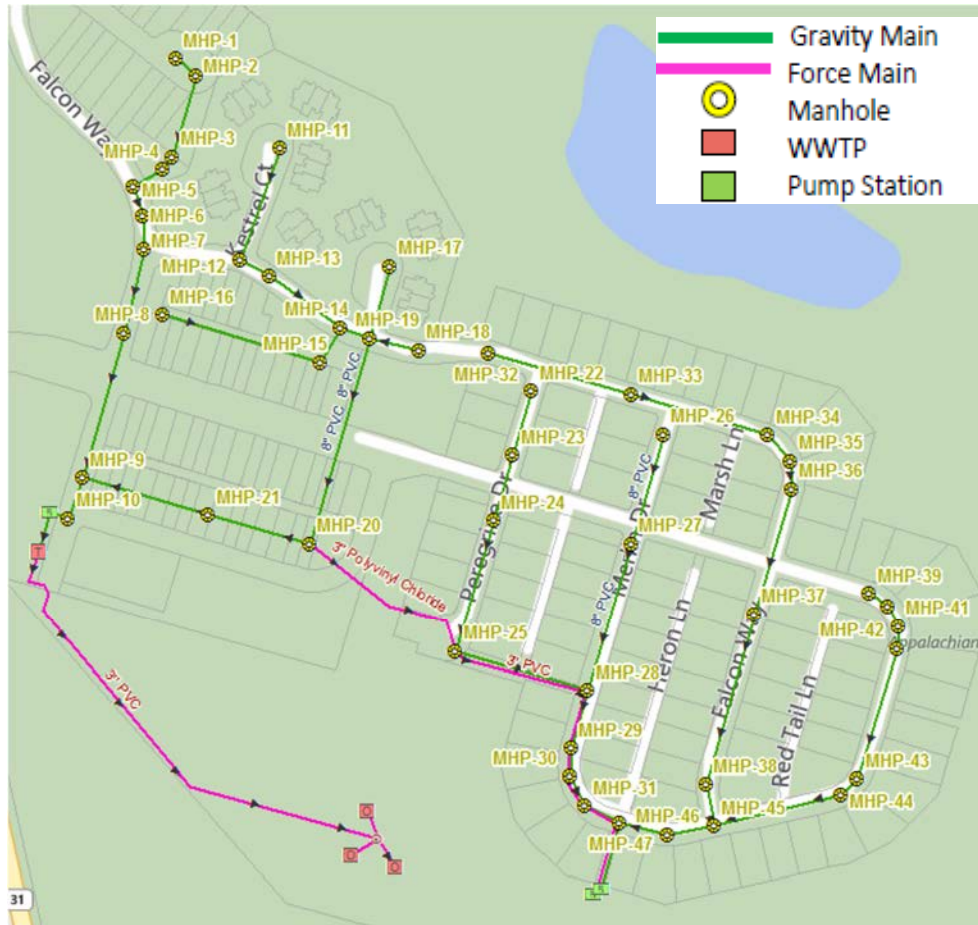 Gravity Main
Force Main
Manhole
WWTP
Pump Station
MHP-1
MHP-2
Falcon Way
MHP-3
MHP-11
MHP-4
MHP-5
MHP-6
Kestrel Ct
MHP-7
MHP-17
MHP-12
MHP-13
MHP-16
MHP-8
MHP-14
MHP-19
MHP-18
MHP-15
MHP-32
MHP-22
MHP-33
8" PVC
8" PVC
MHP-26
MHP-34
MHP-23
MHP-35
8" PVC
Marsh Ln
MHP-36
MHP-9
MHP-10
MHP-21
MHP-24
Peregrine Dr
MHP-20
MHP-27
3" Polyvinyl Chloride
8" PVC
MHP-39
MHP-37
MHP-41
MHP-42
Appalachian
MHP-25
Heron Ln
Falcon Way
3" PVC
MHP-28
Red Tail Ln
3" PVC
MHP-29
MHP-30
MHP-38
MHP-43
MHP-31
MHP-44
MHP-46
MHP-45
MHP-47
31